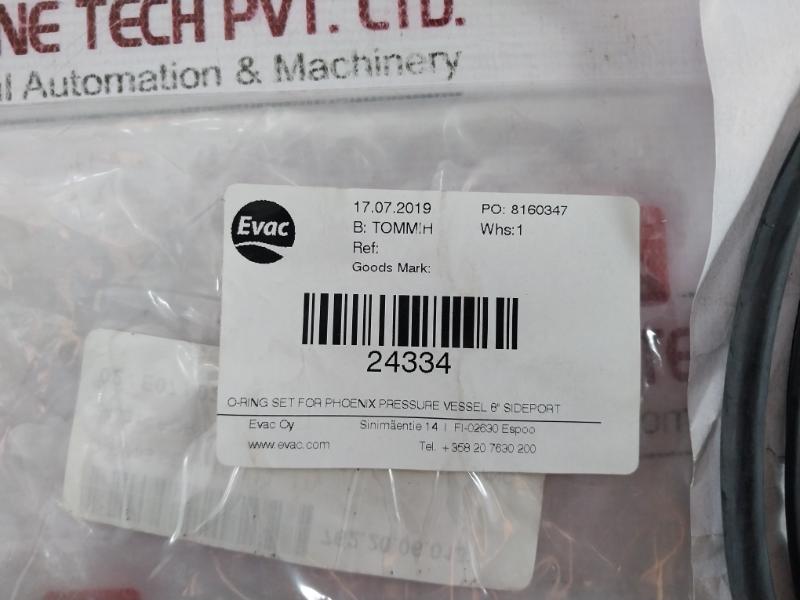 NE TECH PVT. LTD.
l Automation & Machinery
Evac
17.07.2019 PO: 8160347
B: TOMMIH Whs:1
Ref:
Goods Mark:
24334
O-RING SET FOR PHOENIX PRESSURE VESSEL 6" SIDEPORT
Evac Oy Sinimäentie 14 | FI-02630 Espoo
www.evac.com Tel. +358 20 7630 200